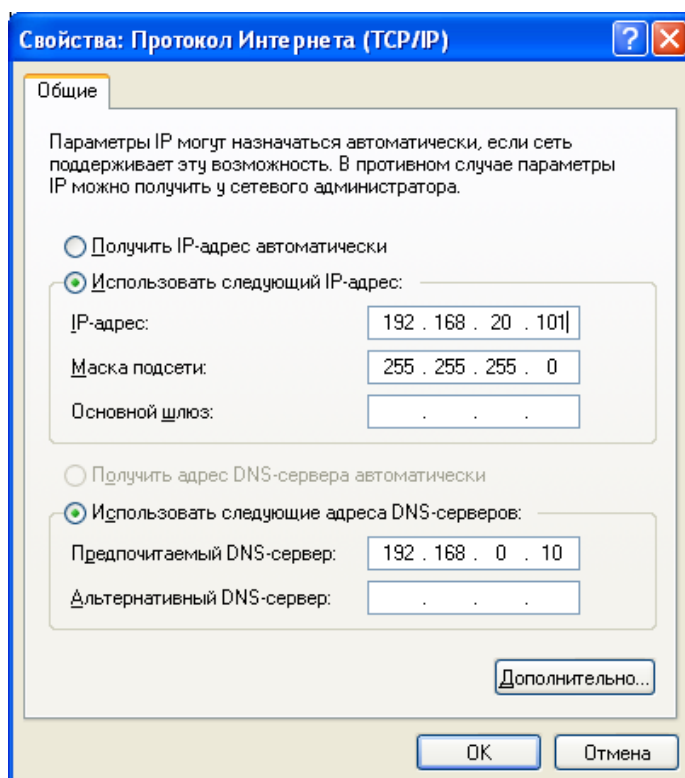 Свойства: Протокол Интернета (TCP/IP)
?
Общие
Параметры IP могут назначаться автоматически, если сеть
поддерживает эту возможность. В противном случае параметры
IP можно получить у сетевого администратора.
Получить IP-адрес автоматически
Использовать следующий IP-адрес:
IP-адрес: 192 . 168 . 20 . 101
Маска подсети: 255 . 255 . 255 . 0
Основной шлюз: . . .
Получить адрес DNS-сервера автоматически
Использовать следующие адреса DNS-серверов:
Предпочитаемый DNS-сервер: 192 . 168 . 0 . 10
Альтернативный DNS-сервер: . . .
Дополнительно...
OK Отмена